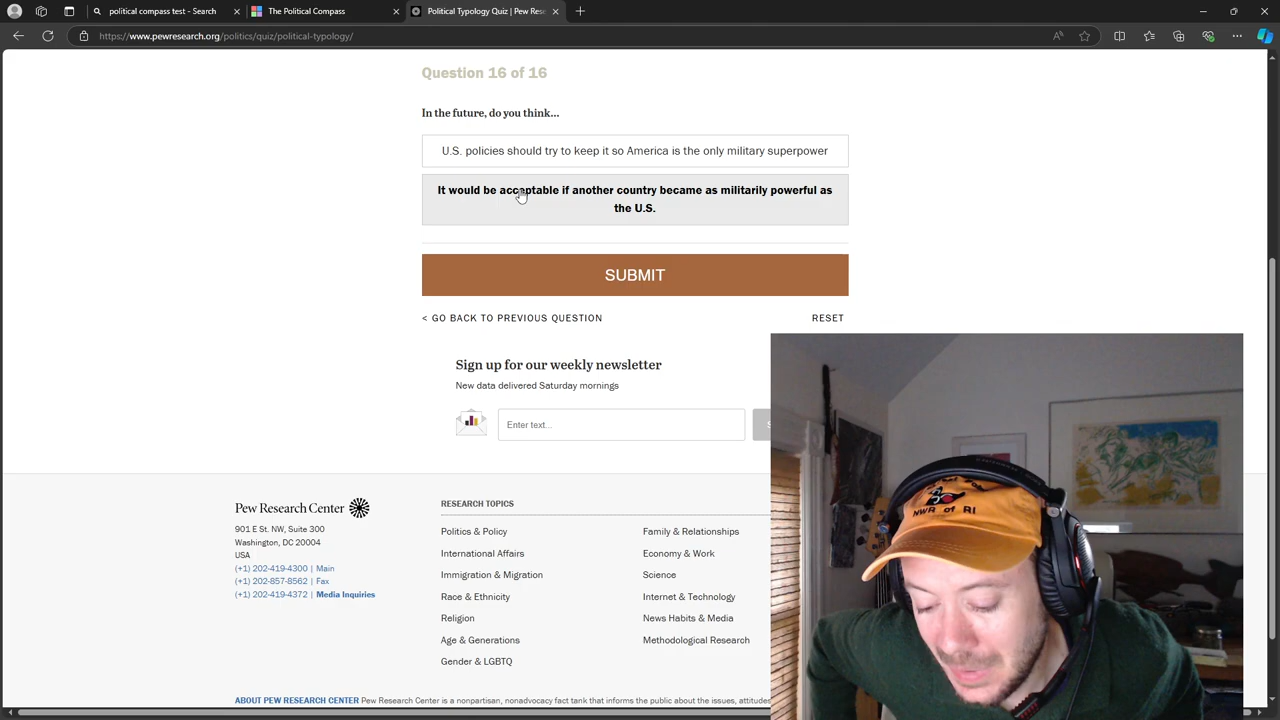 political compass test - Search
The Political Compass
Political Typology Quiz | Pew Res
https://www.pewresearch.org/politics/quiz/political-typology/
Question 16 of 16
In the future, do you think...
U.S. policies should try to keep it so America is the only military superpower
It would be acceptable if another country became as militarily powerful as
the U.S.
SUBMIT
< GO BACK TO PREVIOUS QUESTION
RESET
Sign up for our weekly newsletter
New data delivered Saturday mornings
Enter text...
S
Pew Research Center
901 E St. NW, Suite 300
Washington, DC 20004
USA
(+1) 202-419-4300 | Main
(+1) 202-857-8562 | Fax
(+1) 202-419-4372 | Media Inquiries
RESEARCH TOPICS
Politics & Policy
International Affairs
Immigration & Migration
Race & Ethnicity
Religion
Age & Generations
Gender & LGBTQ
Family & Relationships
Economy & Work
Science
Internet & Technology
News Habits & Media
Methodological Research
ABOUT PEW RESEARCH CENTER Pew Research Center is a nonpartisan, nonadvocacy fact tank that informs the public about the issues, attitudes
NWR of RI